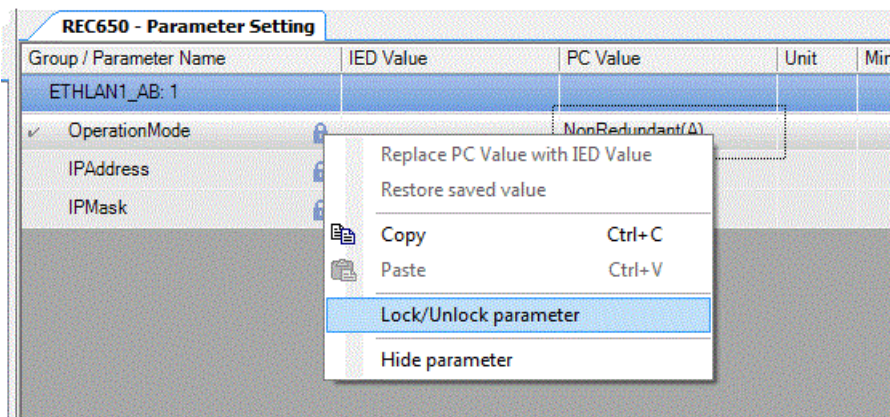 REC650 - Parameter Setting
Group / Parameter Name IED Value PC Value Unit Min
ETHLAN1_AB: 1
OperationMode NonRedundant(A)
IPAddress
IPMask
Replace PC Value with IED Value
Restore saved value
Copy Ctrl+C
Paste Ctrl+V
Lock/Unlock parameter
Hide parameter